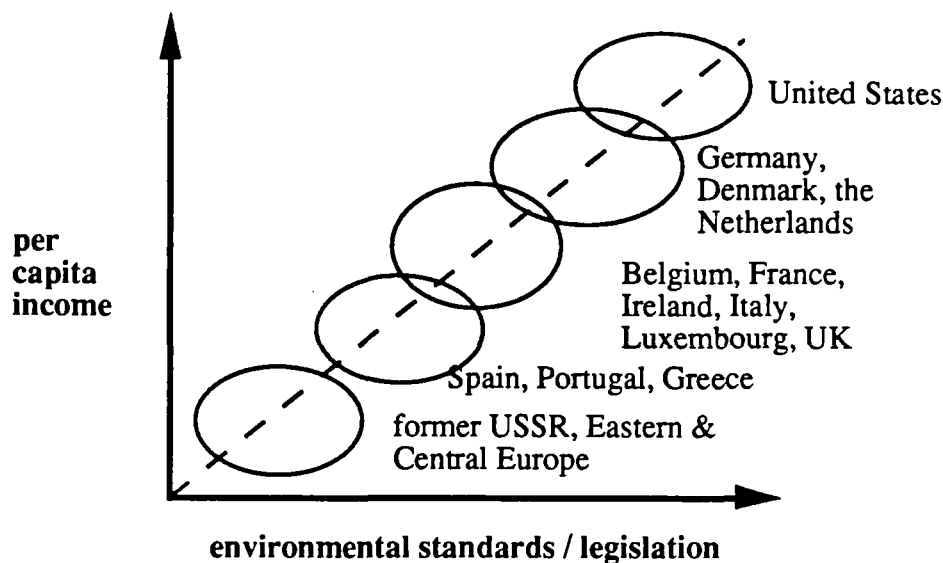 United States
Germany,
Denmark, the
Netherlands
per
capita
income
Belgium, France,
Ireland, Italy,
Luxembourg, UK
Spain, Portugal, Greece
former USSR, Eastern &
Central Europe
environmental standards / legislation